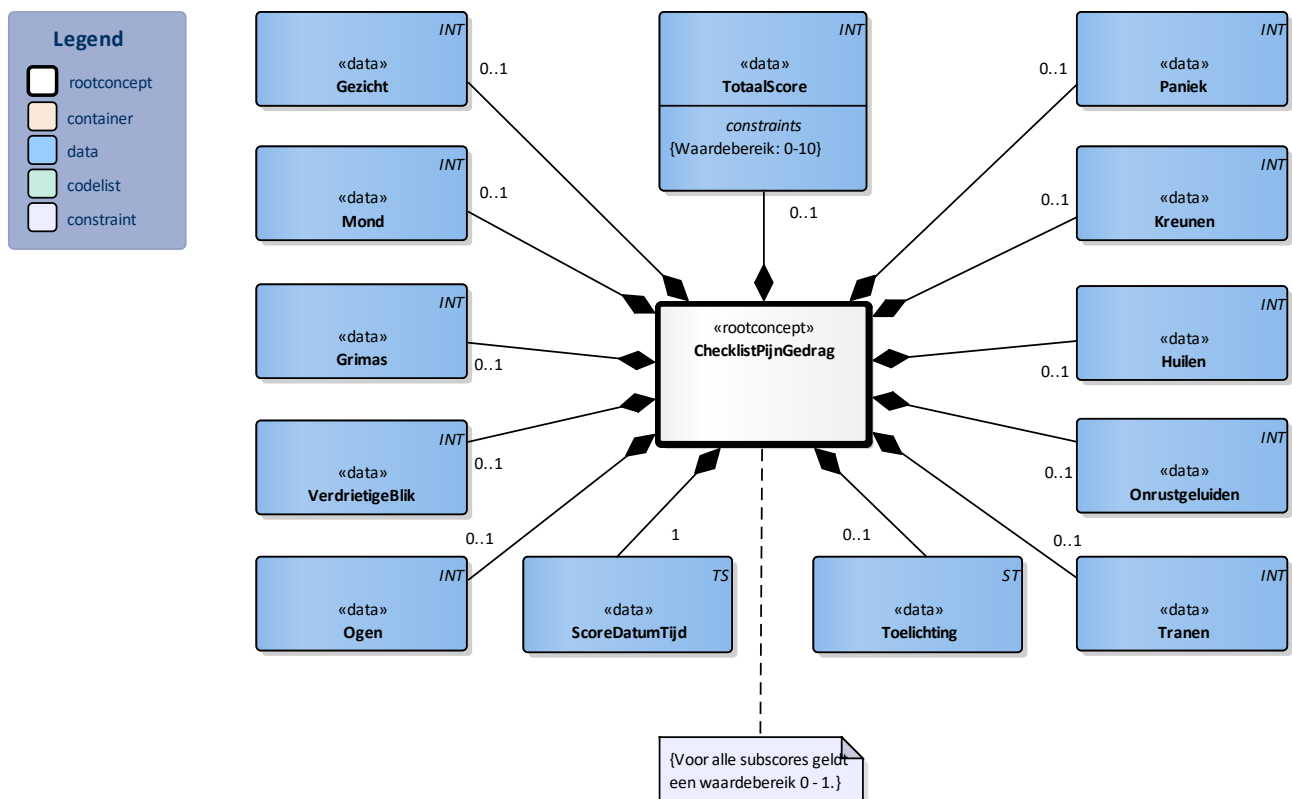 Legend
rootconcept
container
data
codelist
constraint
INT
«data»
Gezicht
0..1
INT
«data»
TotaalScore
constraints
{Waardebereik: 0-10}
0..1
INT
«data»
Paniek
0..1
INT
«data»
Mond
0..1
INT
«data»
Kreunen
0..1
INT
«data»
Grimas
0..1
«rootconcept»
ChecklistPijnGedrag
INT
«data»
Huilen
0..1
INT
«data»
VerdrietigeBlik
0..1
INT
«data»
Onrustgeluiden
0..1
INT
«data»
Ogen
0..1
TS
«data»
ScoreDatumTijd
1
ST
«data»
Toelichting
0..1
INT
«data»
Tranen
0..1
{Voor alle subscores geldt
een waardebereik 0 - 1.}